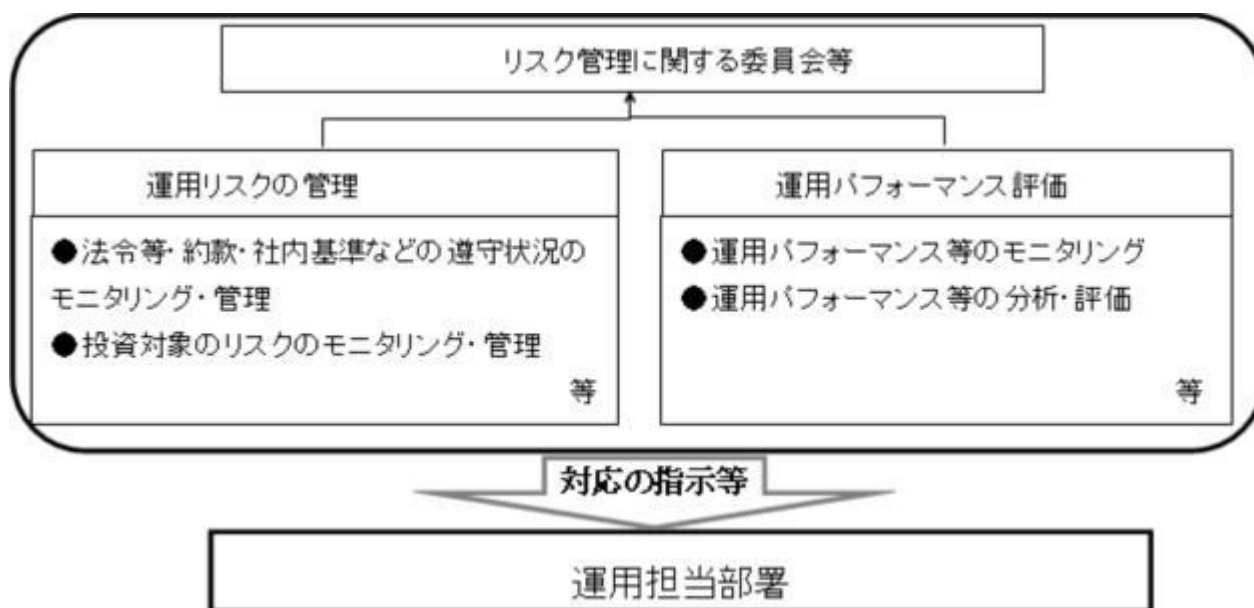 リスク管理に関する委員会等
運用リスクの管理
●法令等・約款・社内基準などの遵守状況の
モニタリング・管理
●投資対象のリスクのモニタリング・管理
等
運用パフォーマンス評価
●運用パフォーマンス等のモニタリング
●運用パフォーマンス等の分析・評価
等
対応の指示等
運用担当部署